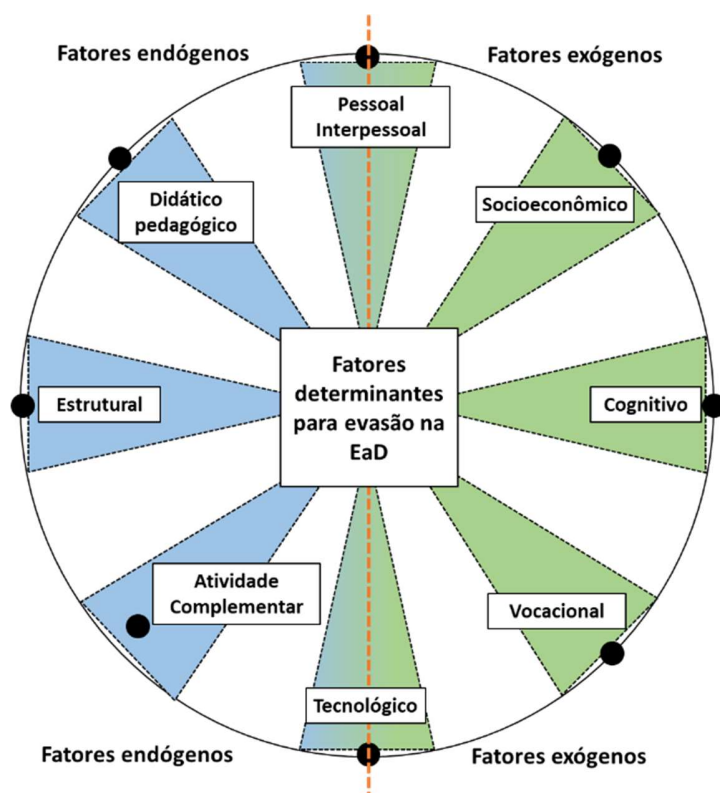 Fatores endógenos
Fatores exógenos
Pessoal
Interpessoal
Didático
pedagógico
Socioeconômico
Fatores
determinantes
para evasão na
EaD
Estrutural
Cognitivo
Atividade
Complementar
Vocacional
Tecnológico
Fatores endógenos
Fatores exógenos